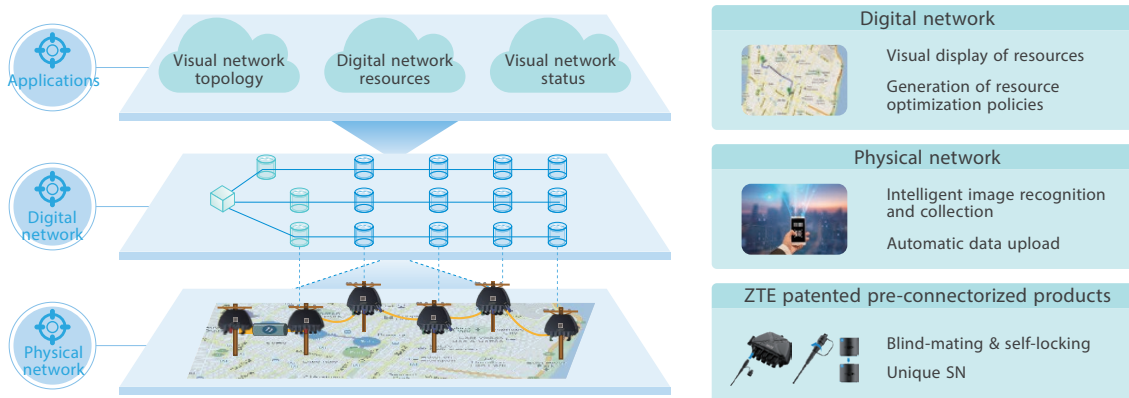 Applications
Visual network
topology
Digital network
resources
Visual network
status
Digital
network
Physical
network
Digital network
Visual display of resources
Generation of resource
optimization policies
Physical network
Intelligent image recognition
and collection
Automatic data upload
ZTE patented pre-connectorized products
Blind-mating & self-locking
Unique SN